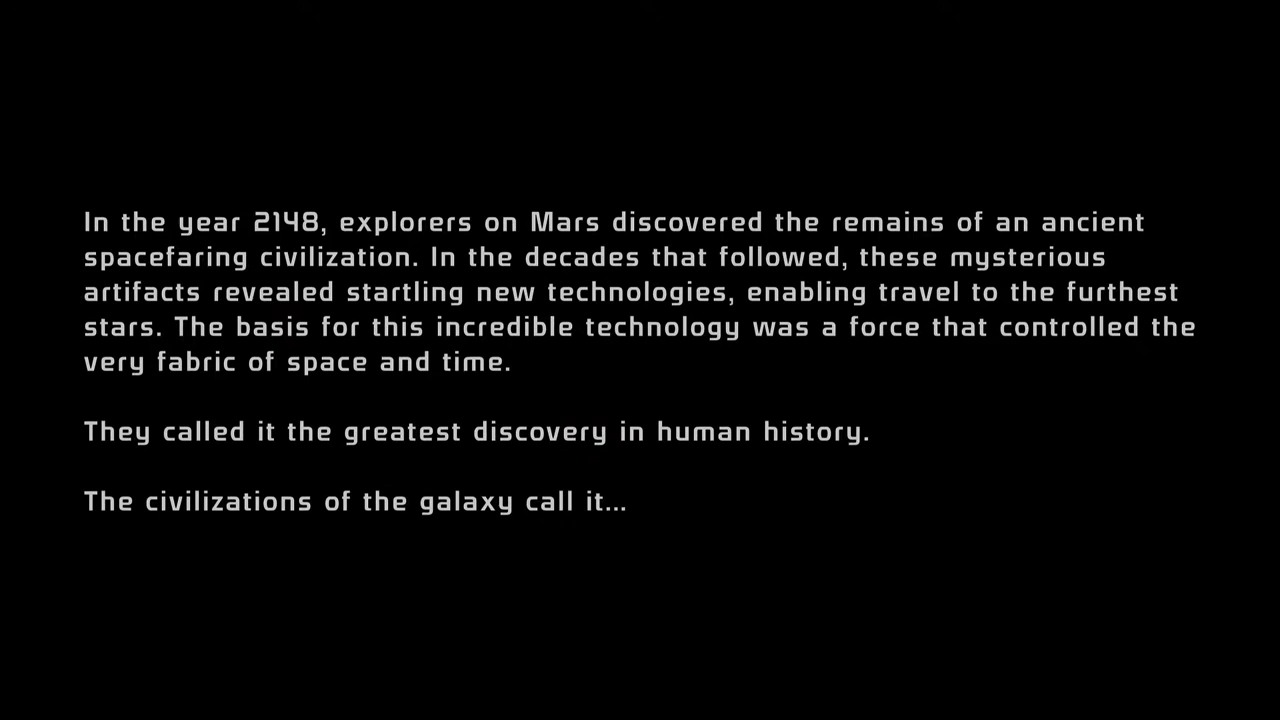 In the year 2148, explorers on Mars discovered the remains of an ancient
spacefaring civilization. In the decades that followed, these mysterious
artifacts revealed startling new technologies, enabling travel to the furthest
stars. The basis for this incredible technology was a force that controlled the
very fabric of space and time.
They called it the greatest discovery in human history.
The civilizations of the galaxy call it...